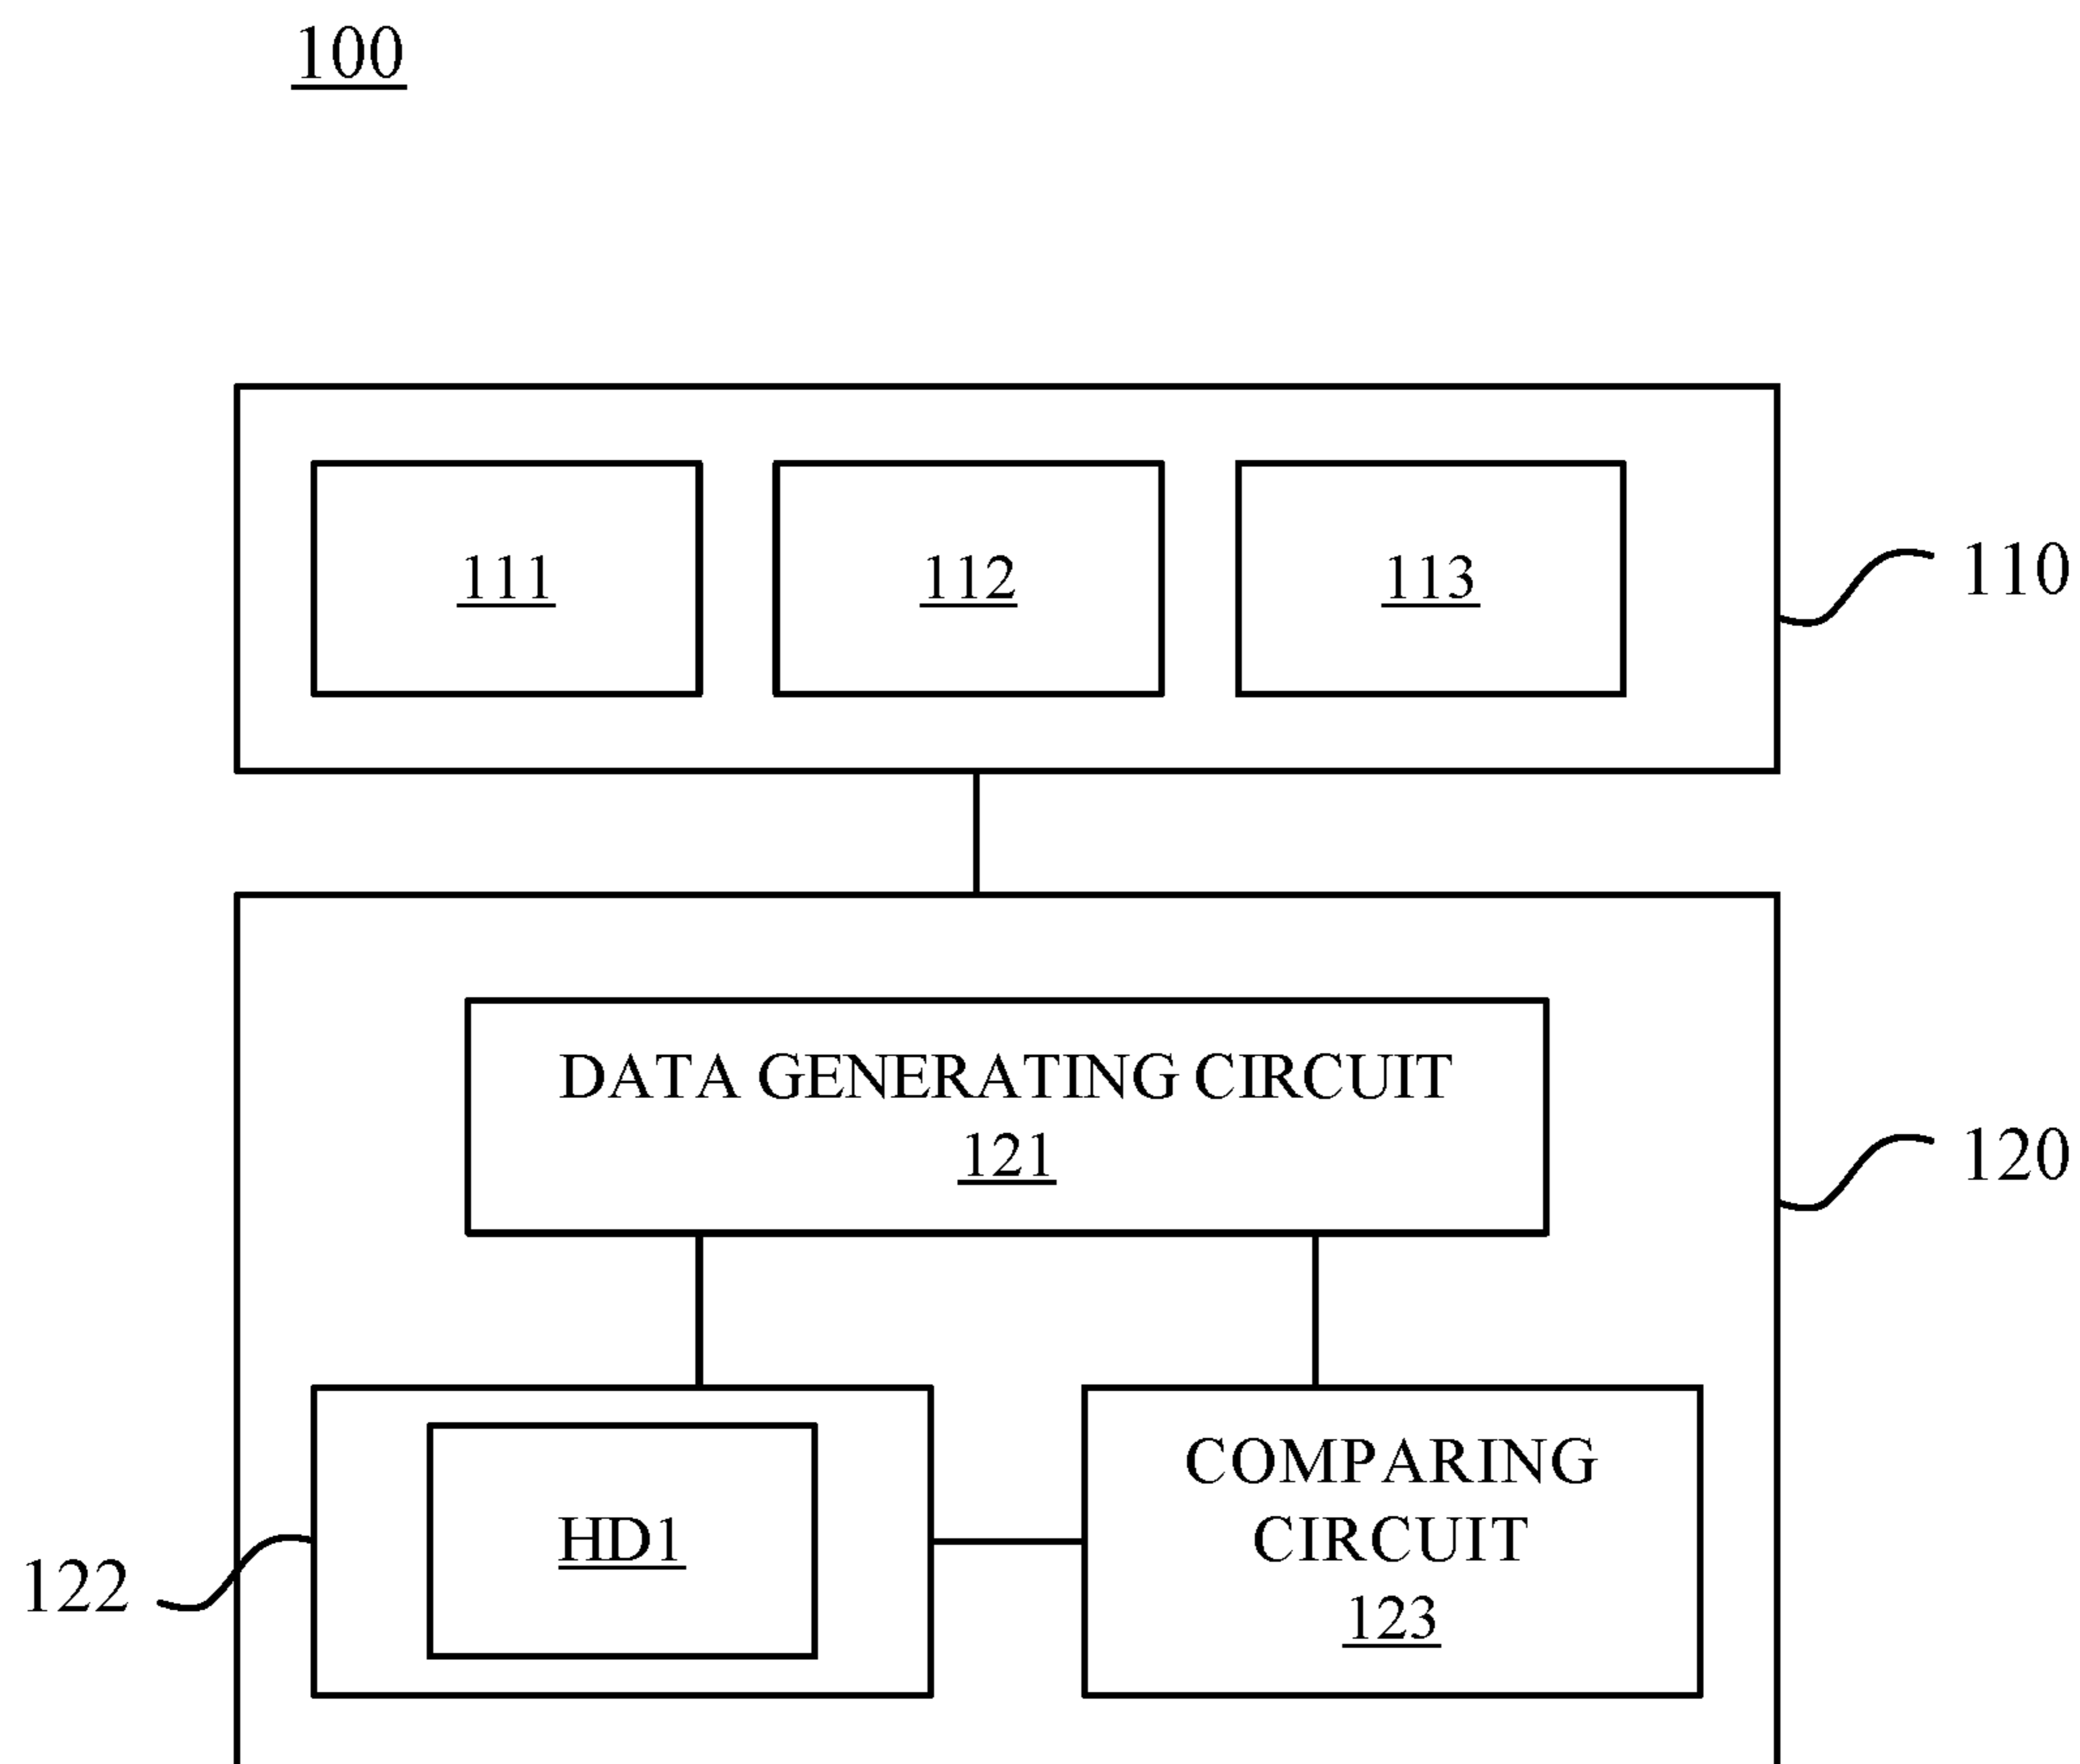 100
111
112
113
110
DATA GENERATING CIRCUIT
121
120
HD1
COMPARING
CIRCUIT
123
122